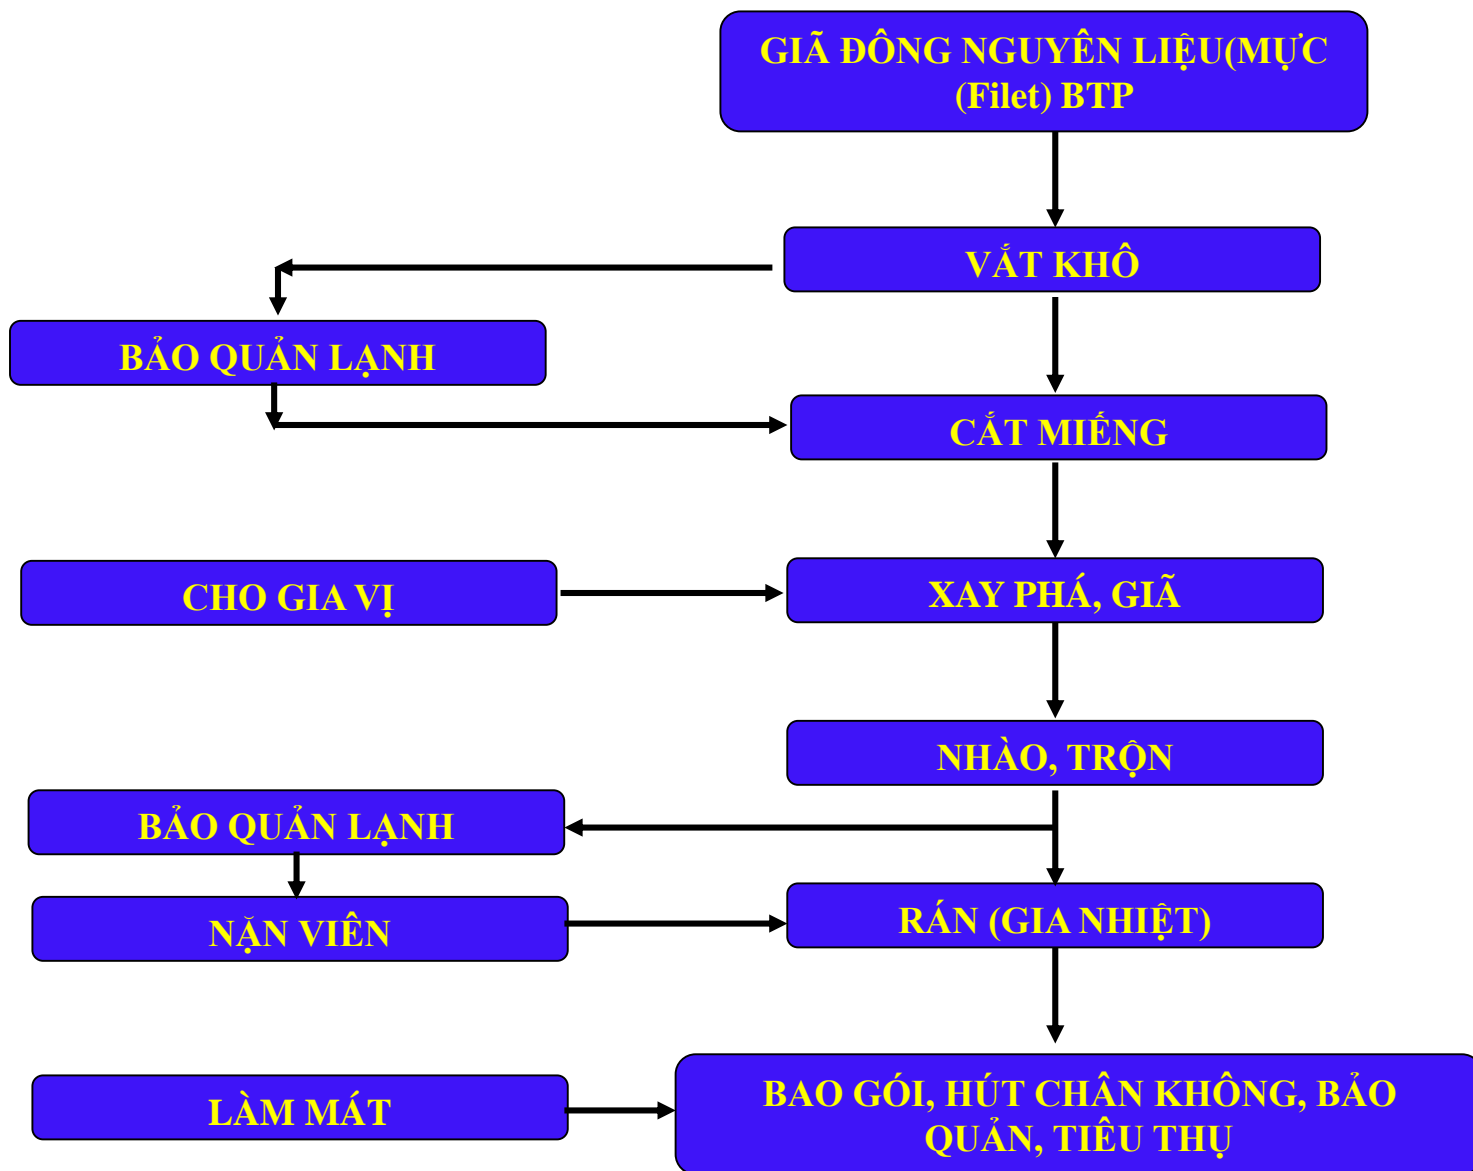 GIÃ ĐÔNG NGUYÊN LIỆU(MỰC
(Filet) BTP
VẮT KHÔ
BẢO QUẢN LẠNH
CẮT MIẾNG
CHO GIA VỊ
XAY PHÁ, GIÃ
NHÀO, TRỘN
BẢO QUẢN LẠNH
RÁN (GIA NHIỆT)
NẶN VIÊN
LÀM MÁT
BAO GÓI, HÚT CHÂN KHÔNG, BẢO
QUẢN, TIÊU THỤ